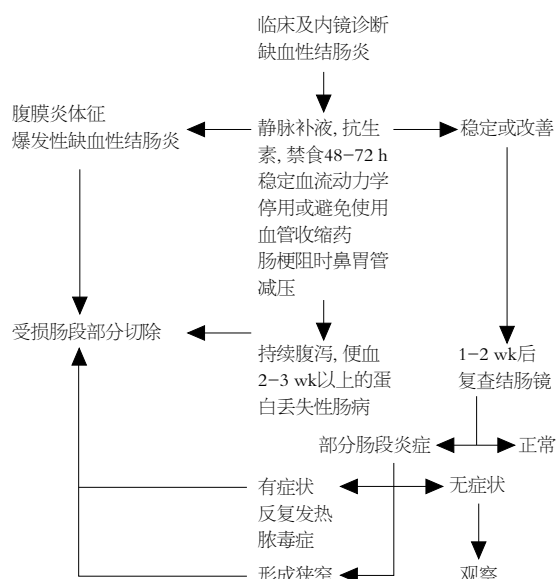 临床及内镜诊断
缺血性结肠炎
腹膜炎体征
爆发性缺血性结肠炎
静脉补液, 抗生
素, 禁食48-72 h
稳定血流动力学
停用或避免使用
血管收缩药
肠梗阻时鼻胃管
减压
稳定或改善
受损肠段部分切除
持续腹泻, 便血
2-3 wk以上的蛋
白丢失性肠病
1-2 wk后
复查结肠镜
部分肠段炎症
正常
有症状
反复发热
脓毒症
无症状
形成狭窄
观察